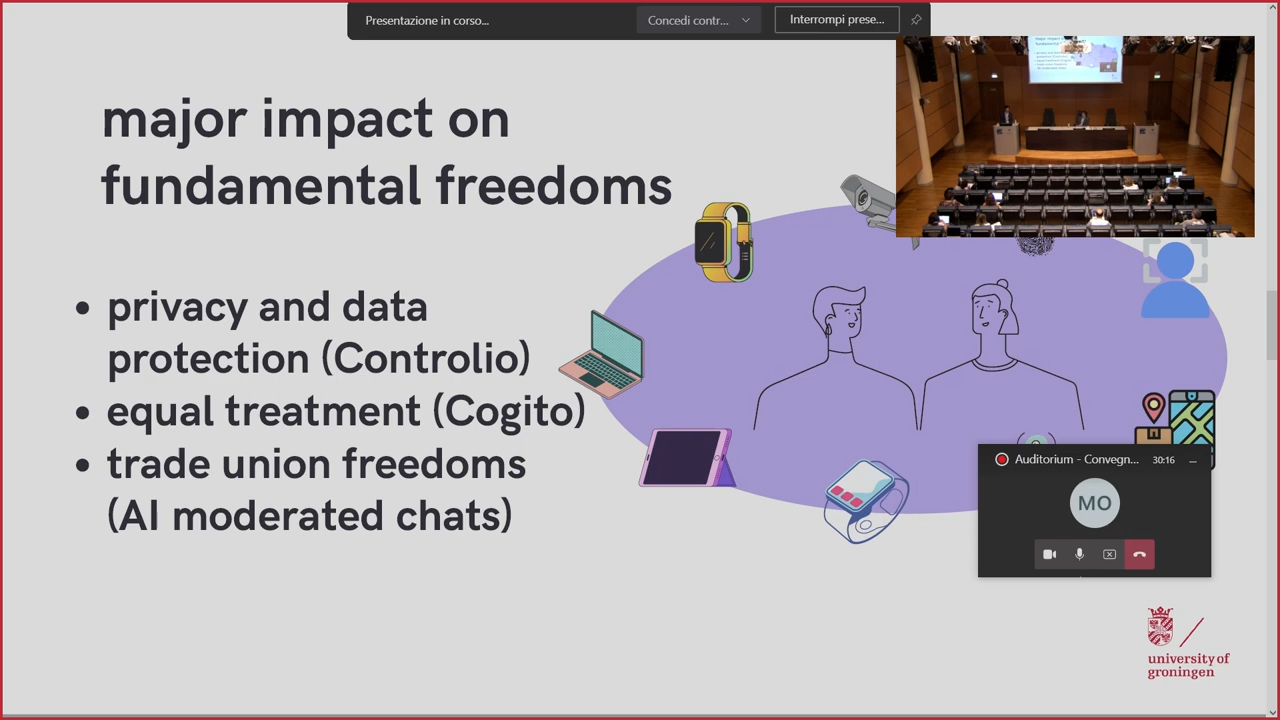 Presentazione in corso...
Concedi contr...
Interrompi prese...
major impact on
fundamental freedoms
• privacy and data
protection (Controlio)
• equal treatment (Cogito)
• trade union freedoms
(AI moderated chats)
Auditorium - Convegn...
30:16
MO
university of
groningen